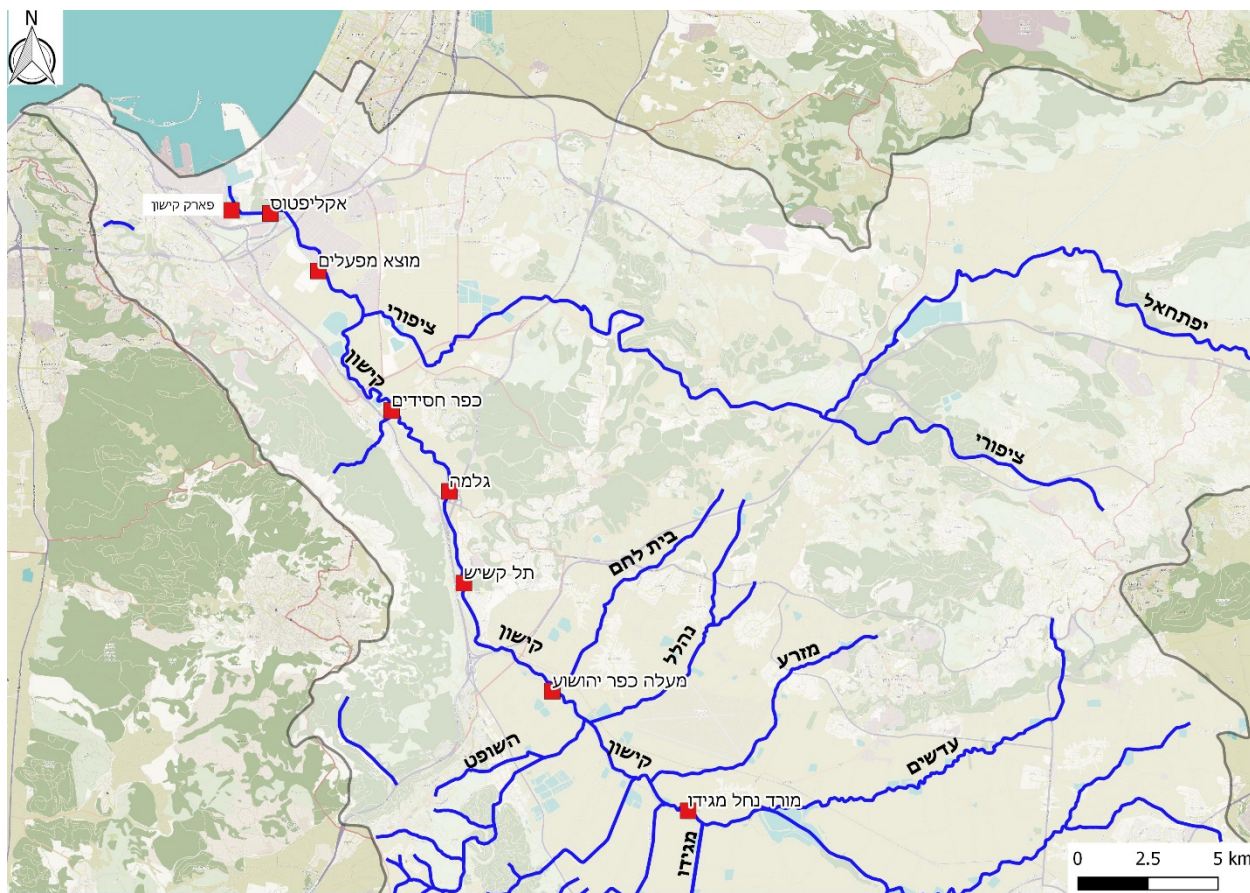 N
פארק קישון
אקליפטוס
מוצא מפעלים
ציפורי
יפתחאל
קישון
כפר חסידים
ציפורי
גלמה
בית לחם
תל קשיש
קישון
נהלל
מזרע
מעלה כפר יהושוע
השופט
קישון
עדשים
מורד נחל מגידו
מגידו
0 2.5 5 km